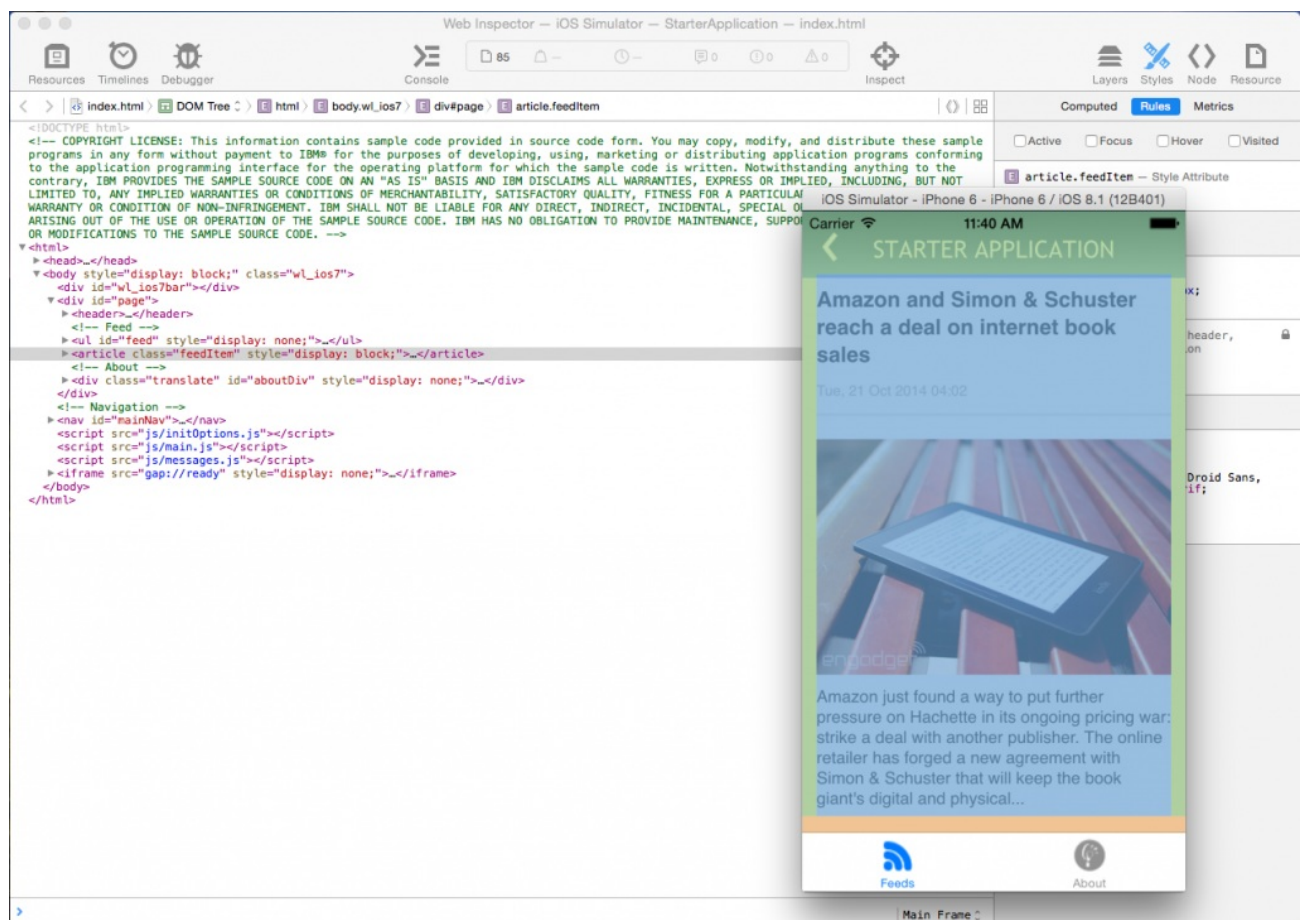 Web Inspector — iOS Simulator — StarterApplication — index.html
Resources Timelines Debugger Console 85 – – 0 0 0 Inspect Layers Styles Node Resource
index.html DOM Tree E html E body.wl_ios7 E div#page E article.feedItem Computed Rules Metrics
<!DOCTYPE html>
<!-- COPYRIGHT LICENSE: This information contains sample code provided in source code form. You may copy, modify, and distribute these sample
programs in any form without payment to IBM® for the purposes of developing, using, marketing or distributing application programs conforming
to the application programming interface for the operating platform for which the sample code is written. Notwithstanding anything to the
contrary, IBM PROVIDES THE SAMPLE SOURCE CODE ON AN "AS IS" BASIS AND IBM DISCLAIMS ALL WARRANTIES, EXPRESS OR IMPLIED, INCLUDING, BUT NOT
LIMITED TO, ANY IMPLIED WARRANTIES OR CONDITIONS OF MERCHANTABILITY, SATISFACTORY QUALITY, FITNESS FOR A PARTICULAR
WARRANTY OR CONDITION OF NON-INFRINGEMENT. IBM SHALL NOT BE LIABLE FOR ANY DIRECT, INDIRECT, INCIDENTAL, SPECIAL O
ARISING OUT OF THE USE OR OPERATION OF THE SAMPLE SOURCE CODE. IBM HAS NO OBLIGATION TO PROVIDE MAINTENANCE, SUPPO
OR MODIFICATIONS TO THE SAMPLE SOURCE CODE. -->
<html>
<head>…</head>
<body style="display: block;" class="wl_ios7">
<div id="wl_ios7bar"></div>
<div id="page">
<header>…</header>
<!-- Feed -->
<ul id="feed" style="display: none;">…</ul>
<article class="feedItem" style="display: block;">…</article>
<!-- About -->
<div class="translate" id="aboutDiv" style="display: none;">…</div>
</div>
<!-- Navigation -->
<nav id="mainNav">…</nav>
<script src="js/initOptions.js"></script>
<script src="js/main.js"></script>
<script src="js/messages.js"></script>
<iframe src="gap://ready" style="display: none;">…</iframe>
</body>
</html>
Active Focus Hover Visited
E article.feedItem — Style Attribute
ox;
header,
on
Droid Sans,
rif;
iOS Simulator - iPhone 6 - iPhone 6 / iOS 8.1 (12B401)
Carrier 11:40 AM
STARTER APPLICATION
Amazon and Simon & Schuster
reach a deal on internet book
sales
Tue, 21 Oct 2014 04:02
engadget
Amazon just found a way to put further
pressure on Hachette in its ongoing pricing war:
strike a deal with another publisher. The online
retailer has forged a new agreement with
Simon & Schuster that will keep the book
giant's digital and physical...
Feeds About
Main Frame